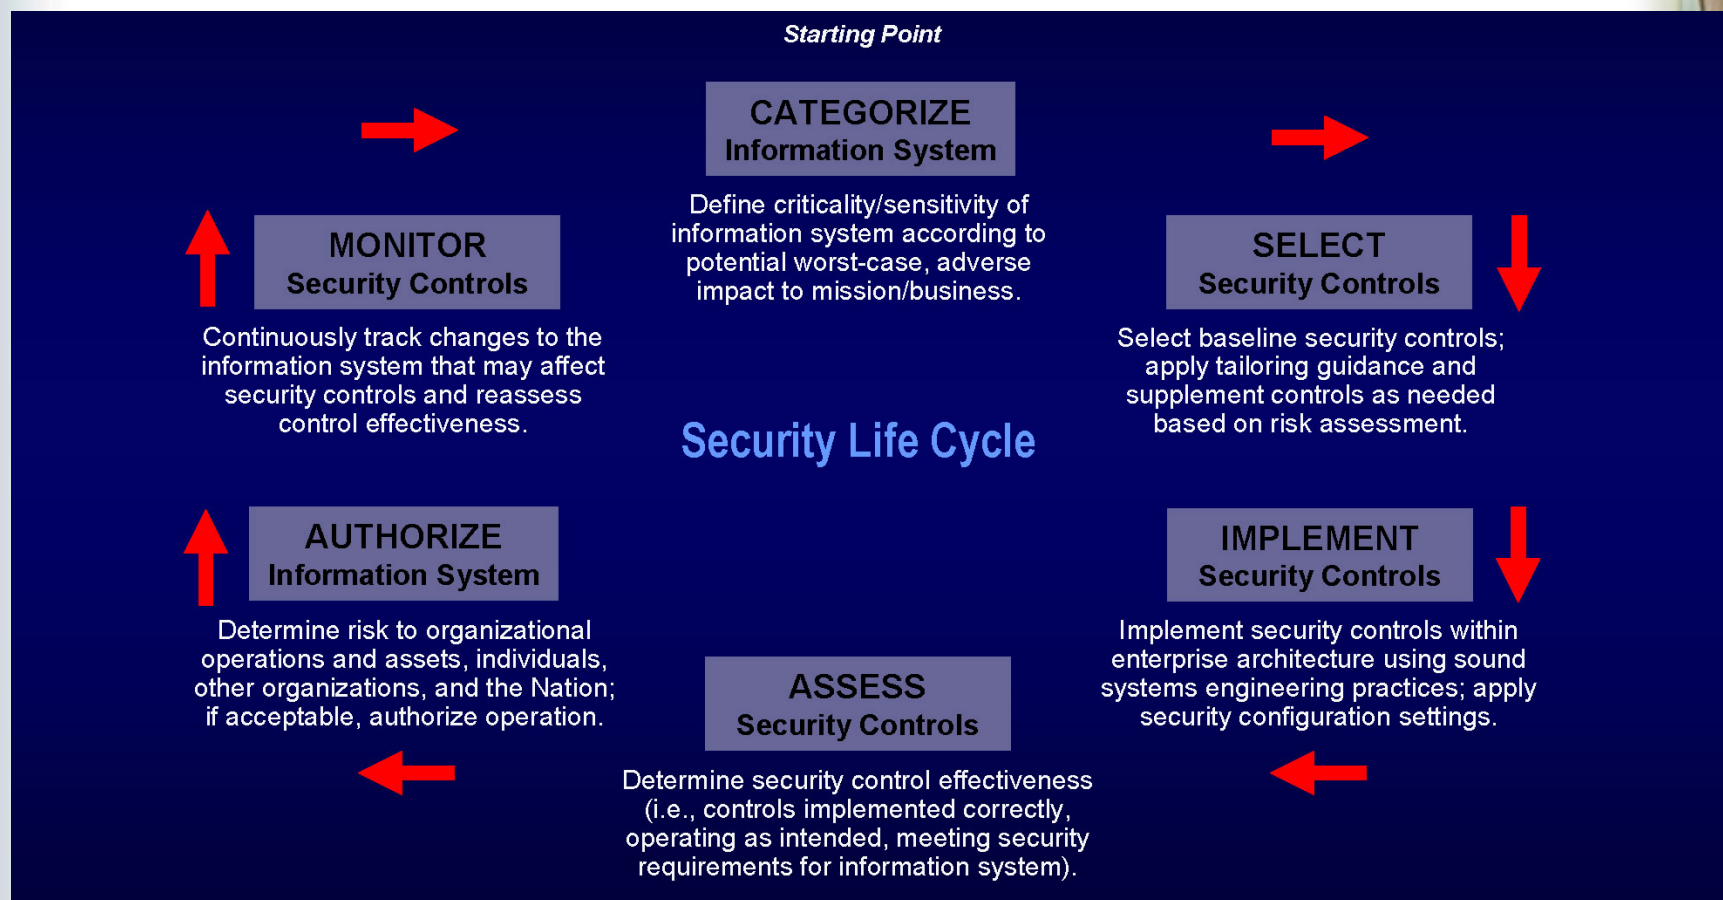 Starting Point
CATEGORIZE
Information System
Define criticality/sensitivity of
information system according to
potential worst-case, adverse
impact to mission/business.
SELECT
Security Controls
Select baseline security controls;
apply tailoring guidance and
supplement controls as needed
based on risk assessment.
IMPLEMENT
Security Controls
Implement security controls within
enterprise architecture using sound
systems engineering practices; apply
security configuration settings.
ASSESS
Security Controls
Determine security control effectiveness
(i.e., controls implemented correctly,
operating as intended, meeting security
requirements for information system).
AUTHORIZE
Information System
Determine risk to organizational
operations and assets, individuals,
other organizations, and the Nation;
if acceptable, authorize operation.
MONITOR
Security Controls
Continuously track changes to the
information system that may affect
security controls and reassess
control effectiveness.
Security Life Cycle